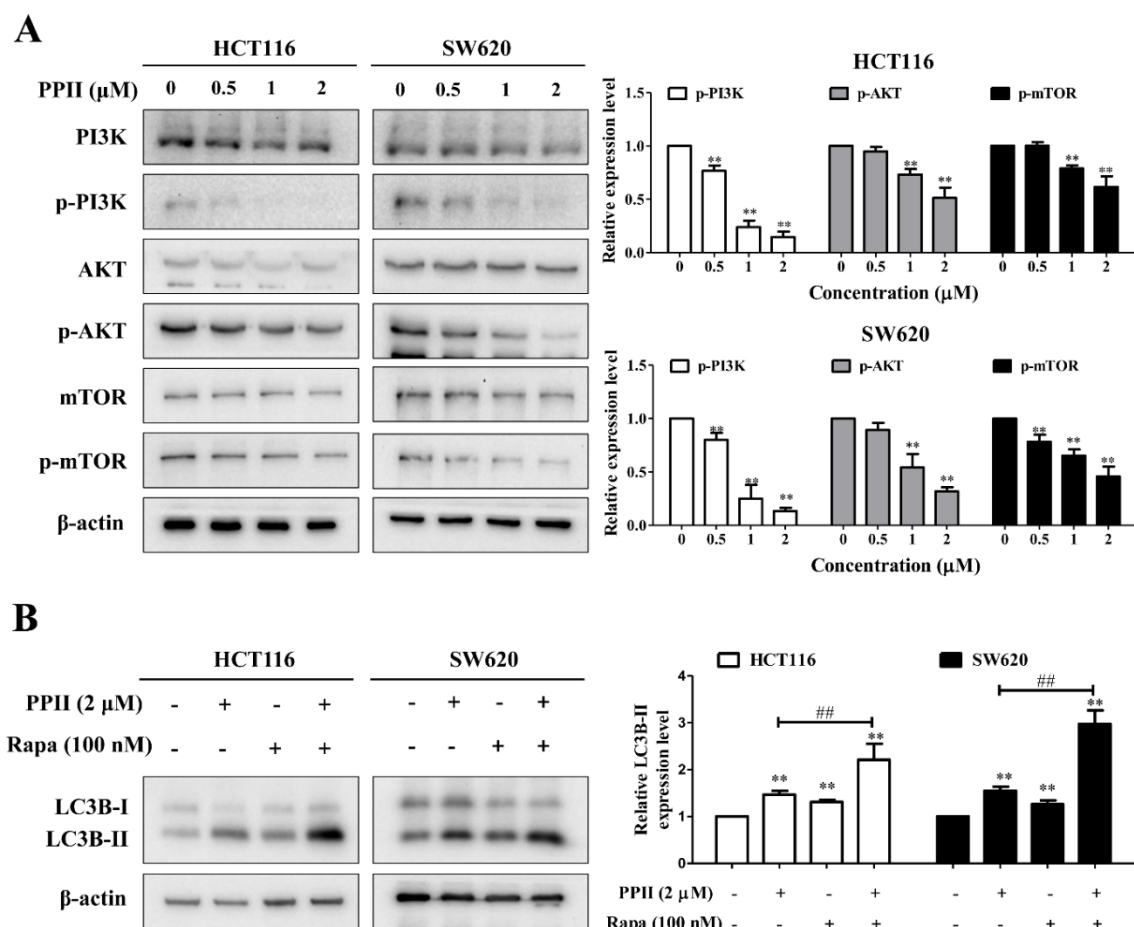 A
HCT116 SW620
PPII (μM) 0 0.5 1 2 0 0.5 1 2
PI3K
p-PI3K
AKT
p-AKT
mTOR
p-mTOR
β-actin
HCT116
p-PI3K p-AKT p-mTOR
Relative expression level
1.5
1.0
0.5
0.0
** ** ** ** ** ** **
0 0.5 1 2 0 0.5 1 2 0 0.5 1 2
Concentration (μM)
SW620
p-PI3K p-AKT p-mTOR
Relative expression level
1.5
1.0
0.5
0.0
** ** ** ** ** ** ** **
0 0.5 1 2 0 0.5 1 2 0 0.5 1 2
Concentration (μM)
B
HCT116 SW620
PPII (2 μM) - + - + - + - +
Rapa (100 nM) - - + + - - + +
LC3B-I
LC3B-II
β-actin
HCT116 SW620
Relative LC3B-II
expression level
4
3
2
1
0
## ##
** ** ** ** ** **
PPII (2 μM) - + - + - + - +
Rapa (100 nM) - - + + - - + +